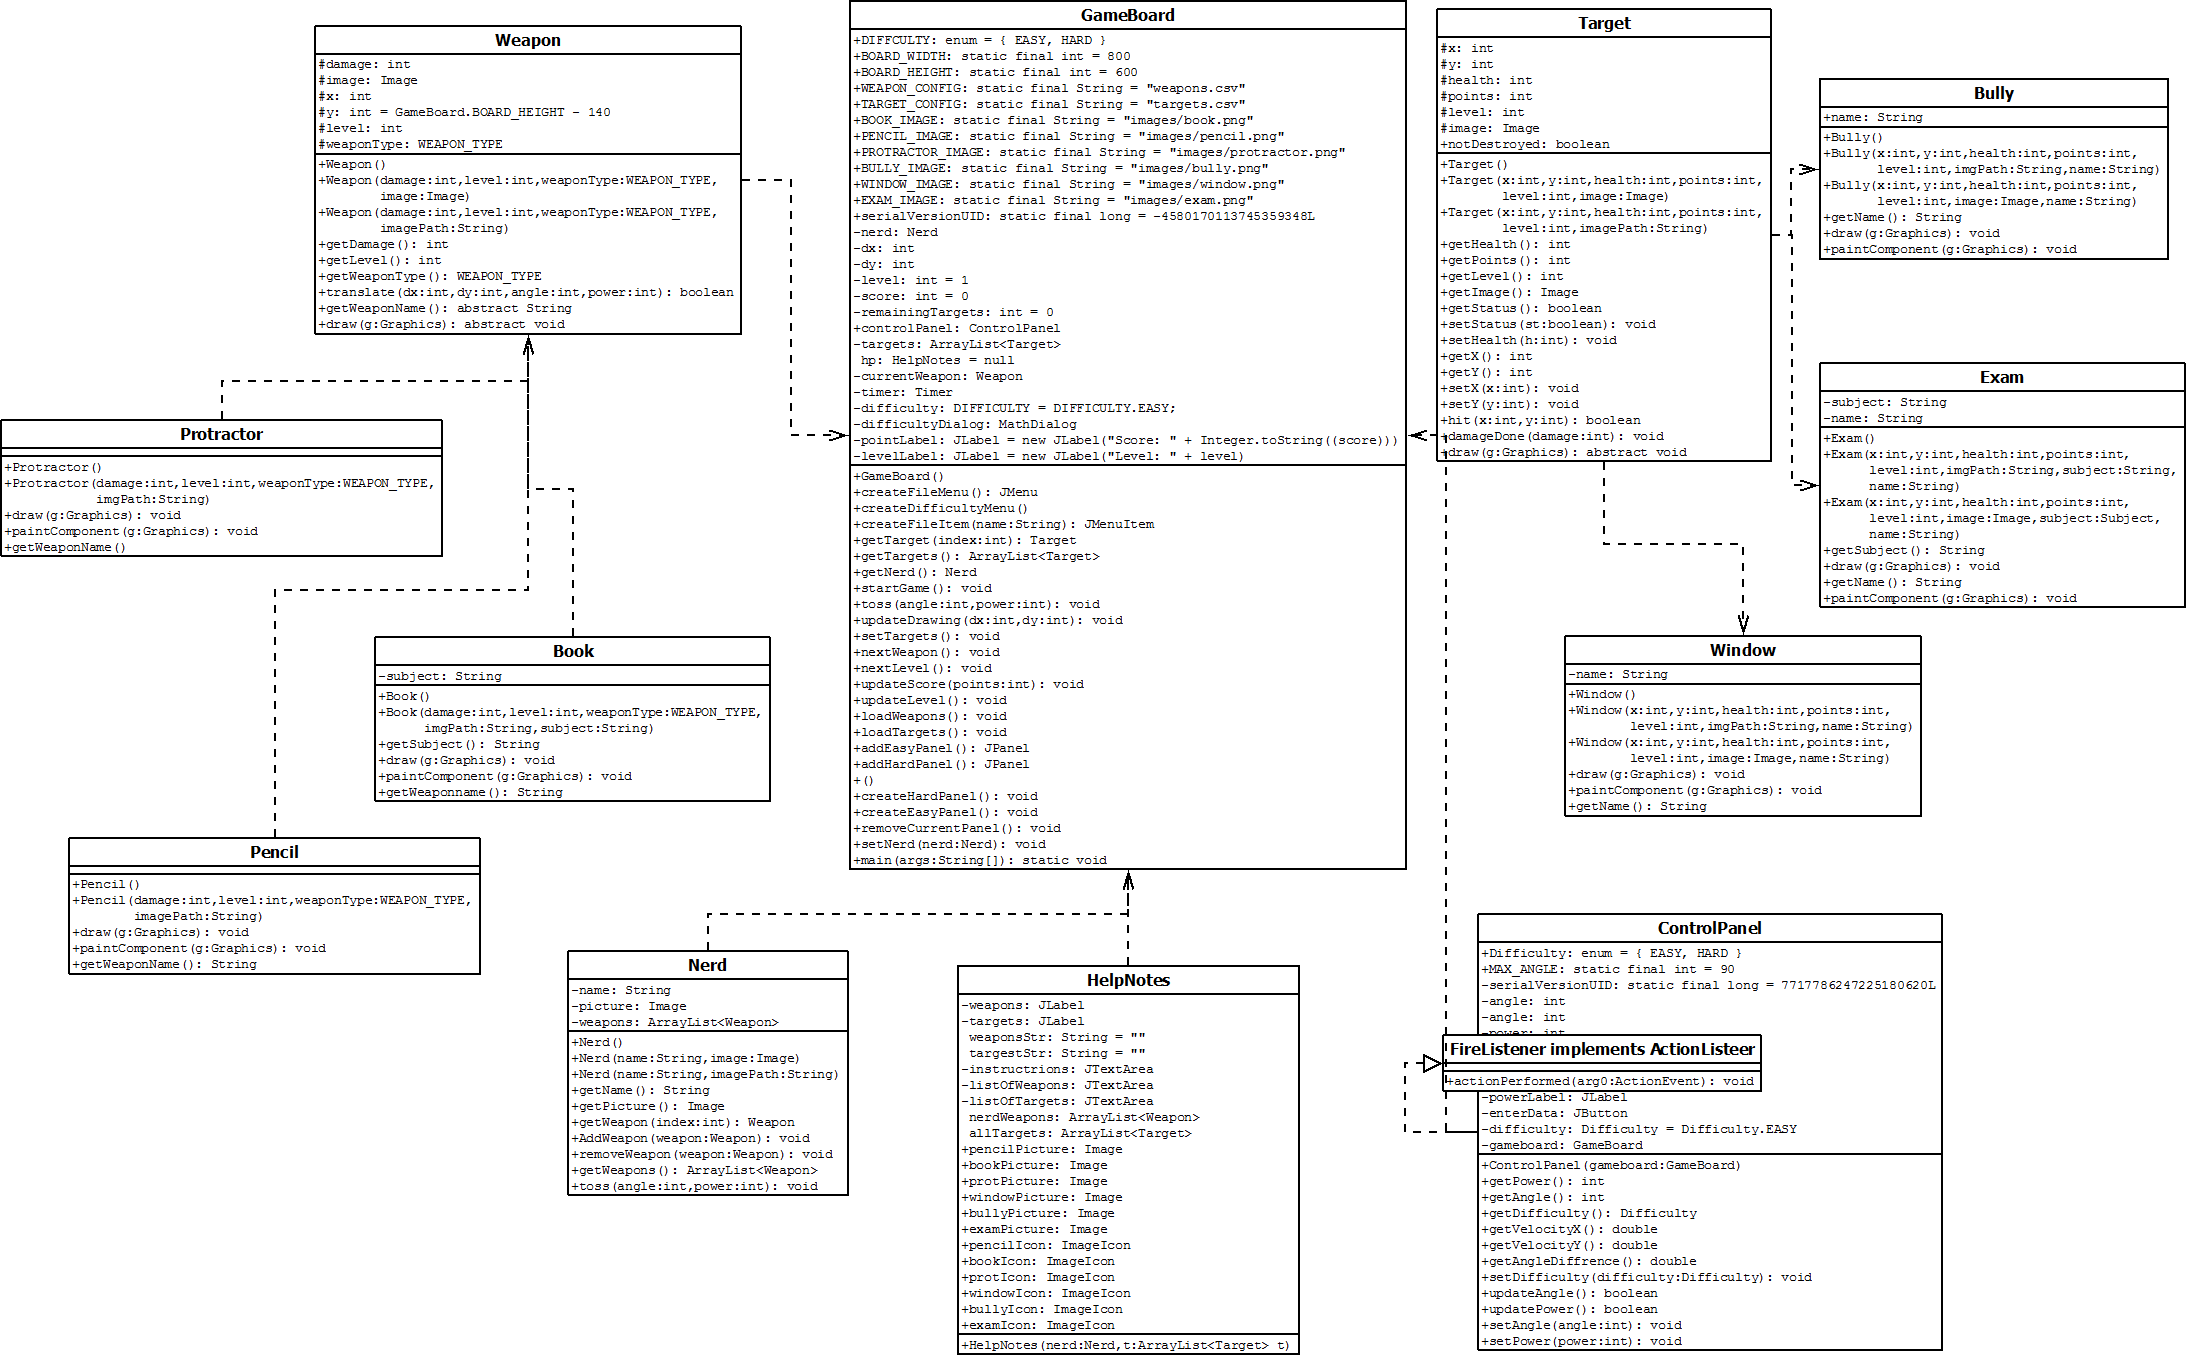 Weapon
#damage: int
#image: Image
#x: int
#y: int = GameBoard.BOARD_HEIGHT - 140
#level: int
#weaponType: WEAPON_TYPE
+Weapon()
+Weapon(damage:int,level:int,weaponType:WEAPON_TYPE,
image:Image)
+Weapon(damage:int,level:int,weaponType:WEAPON_TYPE,
imagePath:String)
+getDamage(): int
+getLevel(): int
+getWeaponType(): WEAPON_TYPE
+translate(dx:int,dy:int,angle:int,power:int): boolean
+getWeaponName(): abstract String
+draw(g:Graphics): abstract void
GameBoard
+DIFFCULTY: enum = { EASY, HARD }
+BOARD_WIDTH: static final int = 800
+BOARD_HEIGHT: static final int = 600
+WEAPON_CONFIG: static final String = "weapons.csv"
+TARGET_CONFIG: static final String = "targets.csv"
+BOOK_IMAGE: static final String = "images/book.png"
+PENCIL_IMAGE: static final String = "images/pencil.png"
+PROTRACTOR_IMAGE: static final String = "images/protractor.png"
+BULLY_IMAGE: static final String = "images/bully.png"
+WINDOW_IMAGE: static final String = "images/window.png"
+EXAM_IMAGE: static final String = "images/exam.png"
+serialVersionUID: static final long = -4580170113745359348L
-nerd: Nerd
-dx: int
-dy: int
-level: int = 1
-score: int = 0
-remainingTargets: int = 0
+controlPanel: ControlPanel
-targets: ArrayList<Target>
hp: HelpNotes = null
-currentWeapon: Weapon
-timer: Timer
-difficulty: DIFFICULTY = DIFFICULTY.EASY;
-difficultyDialog: MathDialog
-pointLabel: JLabel = new JLabel("Score: " + Integer.toString((score)))
-levelLabel: JLabel = new JLabel("Level: " + level)
+GameBoard()
+createFileMenu(): JMenu
+createDifficultyMenu()
+createFileItem(name:String): JMenuItem
+getTarget(index:int): Target
+getTargets(): ArrayList<Target>
+getNerd(): Nerd
+startGame(): void
+toss(angle:int,power:int): void
+updateDrawing(dx:int,dy:int): void
+setTargets(): void
+nextWeapon(): void
+nextLevel(): void
+updateScore(points:int): void
+updateLevel(): void
+loadWeapons(): void
+loadTargets(): void
+addEasyPanel(): JPanel
+addHardPanel(): JPanel
+()
+createHardPanel(): void
+createEasyPanel(): void
+removeCurrentPanel(): void
+setNerd(nerd:Nerd): void
+main(args:String[]): static void
Target
#x: int
#y: int
#health: int
#points: int
#level: int
#image: Image
+notDestroyed: boolean
+Target()
+Target(x:int,y:int,health:int,points:int,
level:int,image:Image)
+Target(x:int,y:int,health:int,points:int,
level:int,imagePath:String)
+getHealth(): int
+getPoints(): int
+getLevel(): int
+getImage(): Image
+getStatus(): boolean
+setStatus(st:boolean): void
+setHealth(h:int): void
+getX(): int
+getY(): int
+setX(x:int): void
+setY(y:int): void
+hit(x:int,y:int): boolean
+damageDone(damage:int): void
+draw(g:Graphics): abstract void
Bully
+name: String
+Bully()
+Bully(x:int,y:int,health:int,points:int,
level:int,imgPath:String,name:String)
+Bully(x:int,y:int,health:int,points:int,
level:int,image:Image,name:String)
+getName(): String
+draw(g:Graphics): void
+paintComponent(g:Graphics): void
Exam
-subject: String
-name: String
+Exam()
+Exam(x:int,y:int,health:int,points:int,
level:int,imgPath:String,subject:String,
name:String)
+Exam(x:int,y:int,health:int,points:int,
level:int,image:Image,subject:Subject,
name:String)
+getSubject(): String
+draw(g:Graphics): void
+getName(): String
+paintComponent(g:Graphics): void
Protractor
+Protractor()
+Protractor(damage:int,level:int,weaponType:WEAPON_TYPE,
imgPath:String)
+draw(g:Graphics): void
+paintComponent(g:Graphics): void
+getWeaponName()
Book
-subject: String
+Book()
+Book(damage:int,level:int,weaponType:WEAPON_TYPE,
imgPath:String,subject:String)
+getSubject(): String
+draw(g:Graphics): void
+paintComponent(g:Graphics): void
+getWeaponname(): String
Window
-name: String
+Window()
+Window(x:int,y:int,health:int,points:int,
level:int,imgPath:String,name:String)
+Window(x:int,y:int,health:int,points:int,
level:int,image:Image,name:String)
+draw(g:Graphics): void
+paintComponent(g:Graphics): void
+getName(): String
Pencil
+Pencil()
+Pencil(damage:int,level:int,weaponType:WEAPON_TYPE,
imagePath:String)
+draw(g:Graphics): void
+paintComponent(g:Graphics): void
+getWeaponName(): String
Nerd
-name: String
-picture: Image
-weapons: ArrayList<Weapon>
+Nerd()
+Nerd(name:String,image:Image)
+Nerd(name:String,imagePath:String)
+getName(): String
+getPicture(): Image
+getWeapon(index:int): Weapon
+AddWeapon(weapon:Weapon): void
+removeWeapon(weapon:Weapon): void
+getWeapons(): ArrayList<Weapon>
+toss(angle:int,power:int): void
HelpNotes
-weapons: JLabel
-targets: JLabel
weaponsStr: String = ""
targestStr: String = ""
-instructrions: JTextArea
-listOfWeapons: JTextArea
-listOfTargets: JTextArea
nerdWeapons: ArrayList<Weapon>
allTargets: ArrayList<Target>
+pencilPicture: Image
+bookPicture: Image
+protPicture: Image
+windowPicture: Image
+bullyPicture: Image
+examPicture: Image
+pencilIcon: ImageIcon
+bookIcon: ImageIcon
+protIcon: ImageIcon
+windowIcon: ImageIcon
+bullyIcon: ImageIcon
+examIcon: ImageIcon
+HelpNotes(nerd:Nerd,t:ArrayList<Target> t)
ControlPanel
+Difficulty: enum = { EASY, HARD }
+MAX_ANGLE: static final int = 90
-serialVersionUID: static final long = 7717786247225180620L
-angle: int
-angle: int
-power: int
FireListener implements ActionListeer
+actionPerformed(arg0:ActionEvent): void
-powerLabel: JLabel
-enterData: JButton
-difficulty: Difficulty = Difficulty.EASY
-gameboard: GameBoard
+ControlPanel(gameboard:GameBoard)
+getPower(): int
+getAngle(): int
+getDifficulty(): Difficulty
+getVelocityX(): double
+getVelocityY(): double
+getAngleDiffrence(): double
+setDifficulty(difficulty:Difficulty): void
+updateAngle(): boolean
+updatePower(): boolean
+setAngle(angle:int): void
+setPower(power:int): void